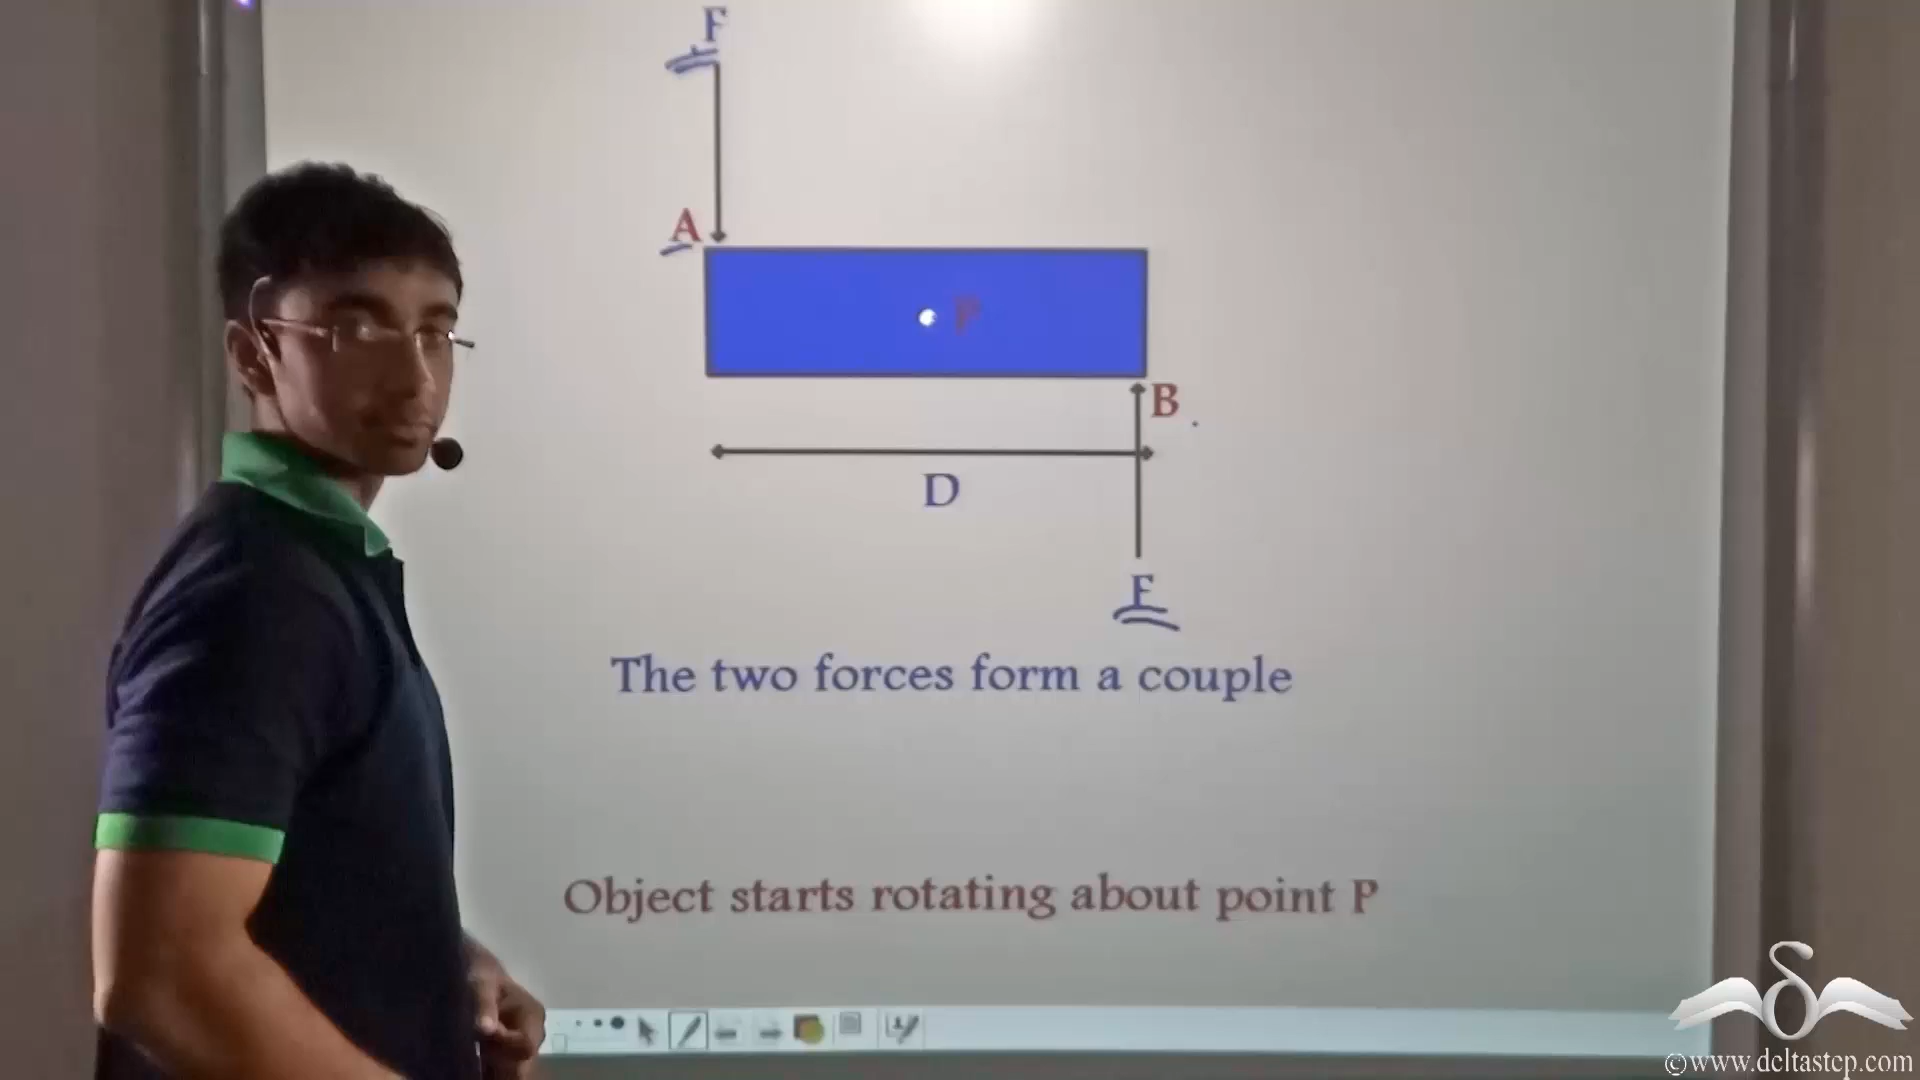 F
A
P
B
D
F
The two forces form a couple
Object starts rotating about point P
©www.deltastep.com